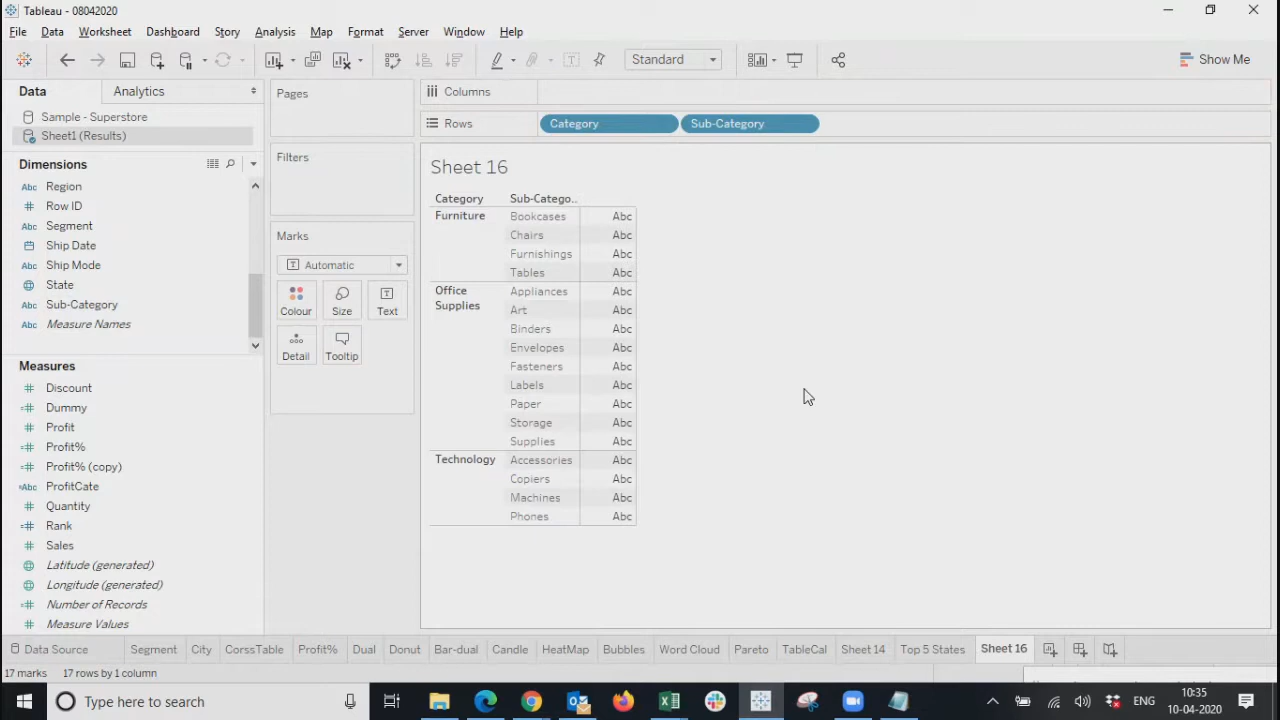 Tableau - 08042020
File Data Worksheet Dashboard Story Analysis Map Format Server Window Help
Standard
Show Me
Data Analytics
Sample - Superstore
Sheet1 (Results)
Dimensions
Abc Region
Row ID
Abc Segment
Ship Date
Abc Ship Mode
State
Abc Sub-Category
Abc Measure Names
Measures
Discount
Dummy
Profit
Profit%
Profit% (copy)
Abc ProfitCate
Quantity
Rank
Sales
Latitude (generated)
Longitude (generated)
Number of Records
Measure Values
Pages
Filters
Marks
Automatic
Colour Size Text
Detail Tooltip
Columns
Rows Category Sub-Category
Sheet 16
Category Sub-Catego..
Furniture Bookcases Abc
Chairs Abc
Furnishings Abc
Tables Abc
Office Supplies Appliances Abc
Art Abc
Binders Abc
Envelopes Abc
Fasteners Abc
Labels Abc
Paper Abc
Storage Abc
Supplies Abc
Technology Accessories Abc
Copiers Abc
Machines Abc
Phones Abc
Data Source Segment City CorssTable Profit% Dual Donut Bar-dual Candle HeatMap Bubbles Word Cloud Pareto TableCal Sheet 14 Top 5 States Sheet 16
17 marks 17 rows by 1 column
Type here to search
ENG
10:35
10-04-2020